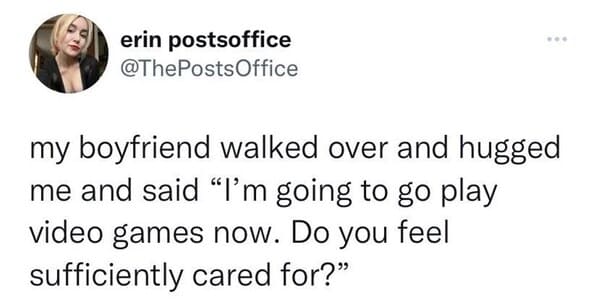 erin postsoffice
@ThePostsOffice
my boyfriend walked over and hugged
me and said “I’m going to go play
video games now. Do you feel
sufficiently cared for?”